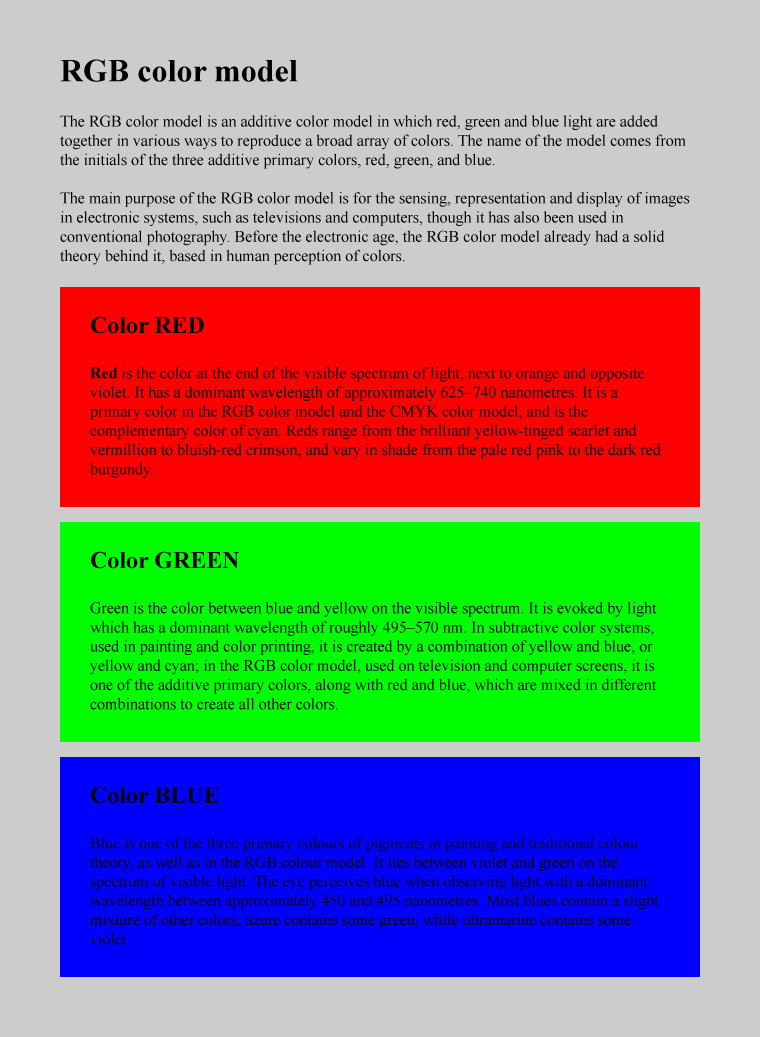 RGB color model
The RGB color model is an additive color model in which red, green and blue light are added
together in various ways to reproduce a broad array of colors. The name of the model comes from
the initials of the three additive primary colors, red, green, and blue.
The main purpose of the RGB color model is for the sensing, representation and display of images
in electronic systems, such as televisions and computers, though it has also been used in
conventional photography. Before the electronic age, the RGB color model already had a solid
theory behind it, based in human perception of colors.
Color RED
Red is the color at the end of the visible spectrum of light, next to orange and opposite
violet. It has a dominant wavelength of approximately 625–740 nanometres. It is a
primary color in the RGB color model and the CMYK color model, and is the
complementary color of cyan. Reds range from the brilliant yellow-tinged scarlet and
vermillion to bluish-red crimson, and vary in shade from the pale red pink to the dark red
burgundy.
Color GREEN
Green is the color between blue and yellow on the visible spectrum. It is evoked by light
which has a dominant wavelength of roughly 495–570 nm. In subtractive color systems,
used in painting and color printing, it is created by a combination of yellow and blue, or
yellow and cyan; in the RGB color model, used on television and computer screens, it is
one of the additive primary colors, along with red and blue, which are mixed in different
combinations to create all other colors.
Color BLUE
Blue is one of the three primary colours of pigments in painting and traditional colour
theory, as well as in the RGB colour model. It lies between violet and green on the
spectrum of visible light. The eye perceives blue when observing light with a dominant
wavelength between approximately 450 and 495 nanometres. Most blues contain a slight
mixture of other colors; azure contains some green, while ultramarine contains some
violet.